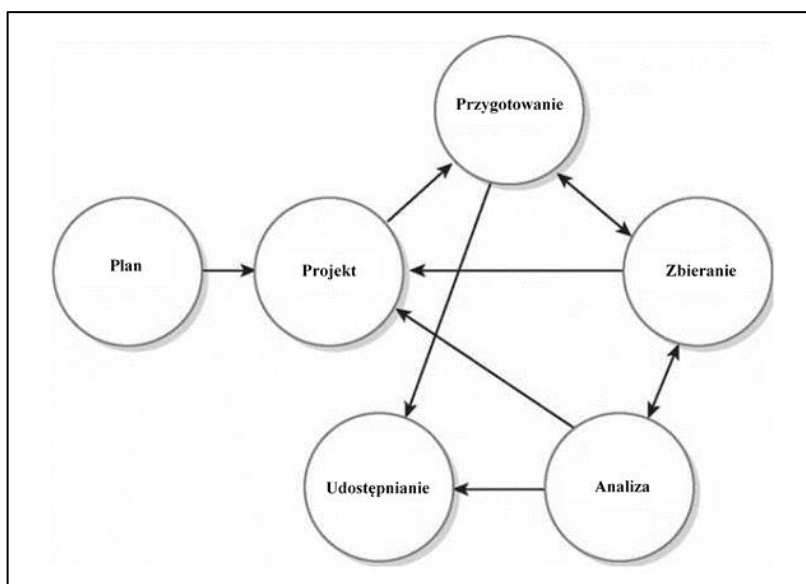 Przygotowanie
Plan
Projekt
Zbieranie
Udostępnianie
Analiza